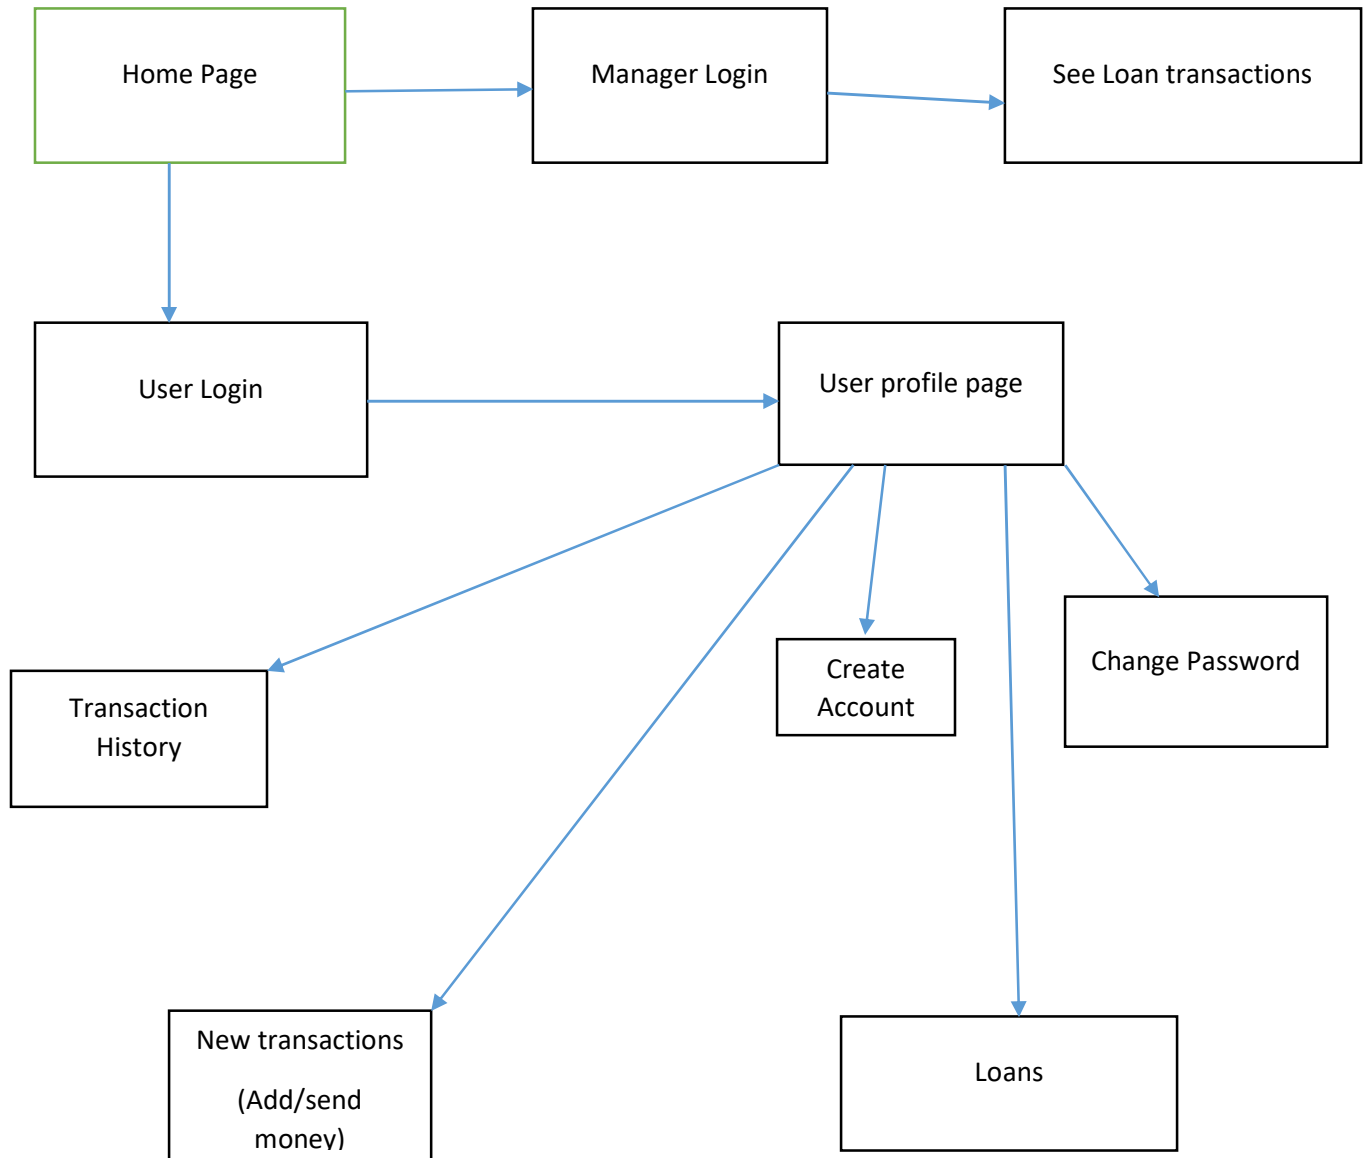 Home Page
Manager Login
See Loan transactions
User Login
User profile page
Transaction
History
Create
Account
Change Password
New transactions
(Add/send
money)
Loans